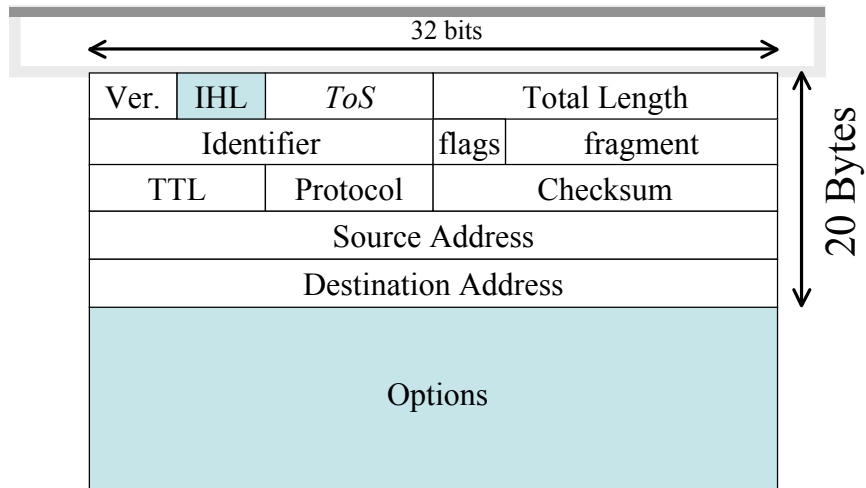 32 bits
Ver. IHL ToS Total Length
Identifier flags fragment
TTL Protocol Checksum
Source Address
Destination Address
Options
20 Bytes